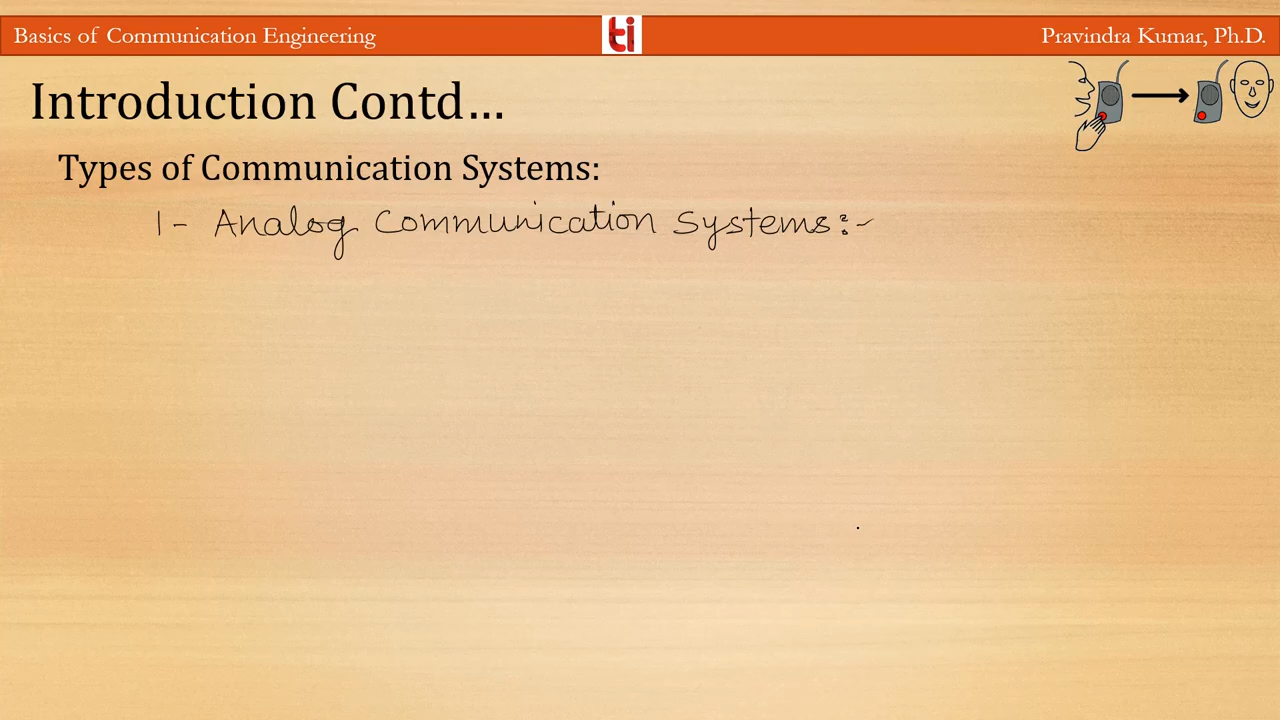 Basics of Communication Engineering
ti
Pravindra Kumar, Ph.D.
Introduction Contd...
Types of Communication Systems:
1- Analog Communication Systems:-